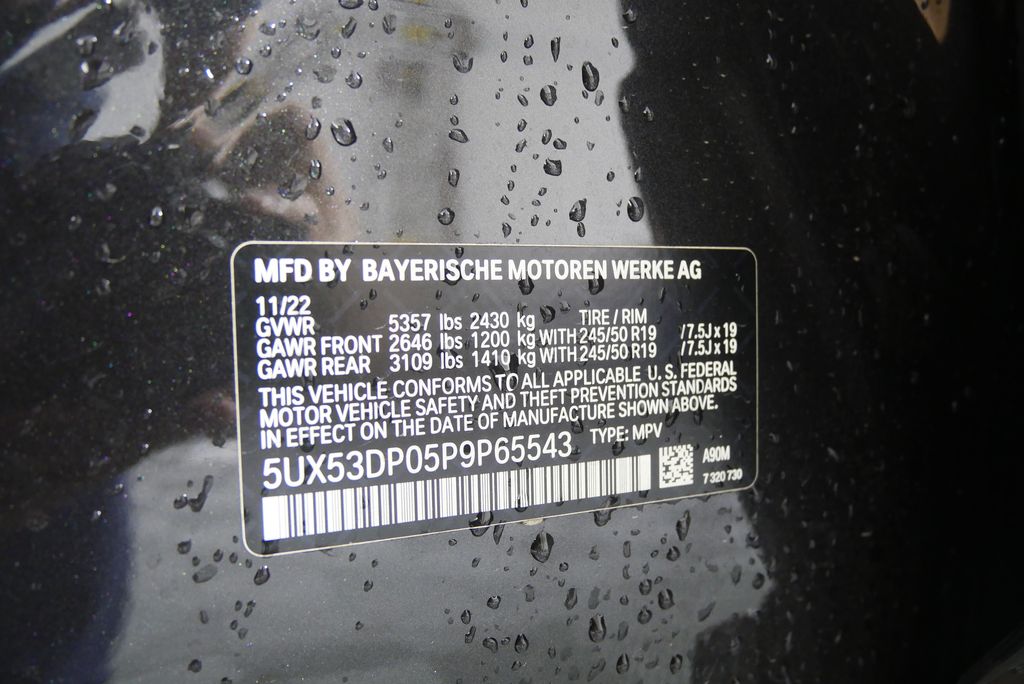 MFD BY BAYERISCHE MOTOREN WERKE AG
11/22
GVWR 5357 lbs 2430 kg TIRE / RIM
GAWR FRONT 2646 lbs 1200 kg WITH 245/50 R19 /7.5J x 19
GAWR REAR 3109 lbs 1410 kg WITH 245/50 R19 /7.5J x 19
THIS VEHICLE CONFORMS TO ALL APPLICABLE U.S. FEDERAL
MOTOR VEHICLE SAFETY AND THEFT PREVENTION STANDARDS
IN EFFECT ON THE DATE OF MANUFACTURE SHOWN ABOVE.
5UX53DP05P9P65543 TYPE: MPV
A90M
7 320 730